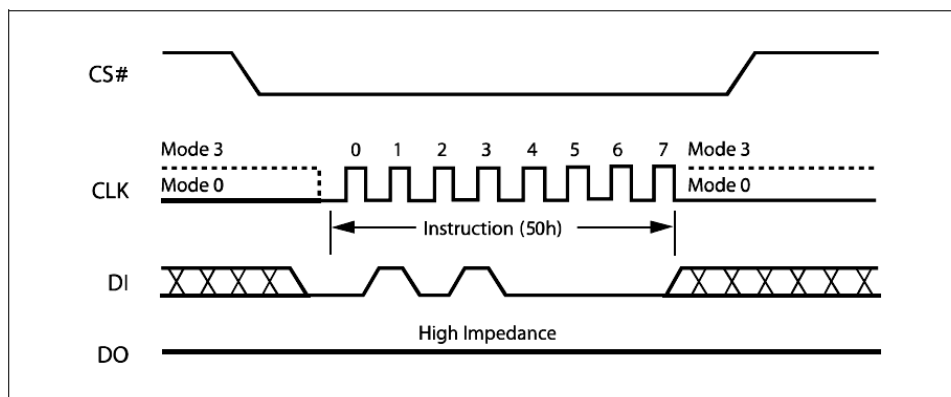 CS#
Mode 3
0 1 2 3 4 5 6 7
Mode 3
CLK
Mode 0
Mode 0
Instruction (50h)
DI
High Impedance
DO